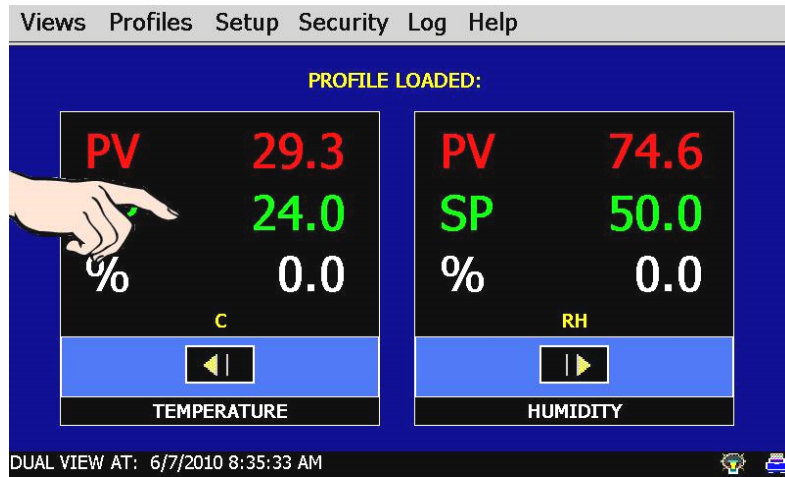 Views Profiles Setup Security Log Help
PROFILE LOADED:
PV 29.3
24.0
% 0.0
C
TEMPERATURE
PV 74.6
SP 50.0
% 0.0
RH
HUMIDITY
DUAL VIEW AT: 6/7/2010 8:35:33 AM